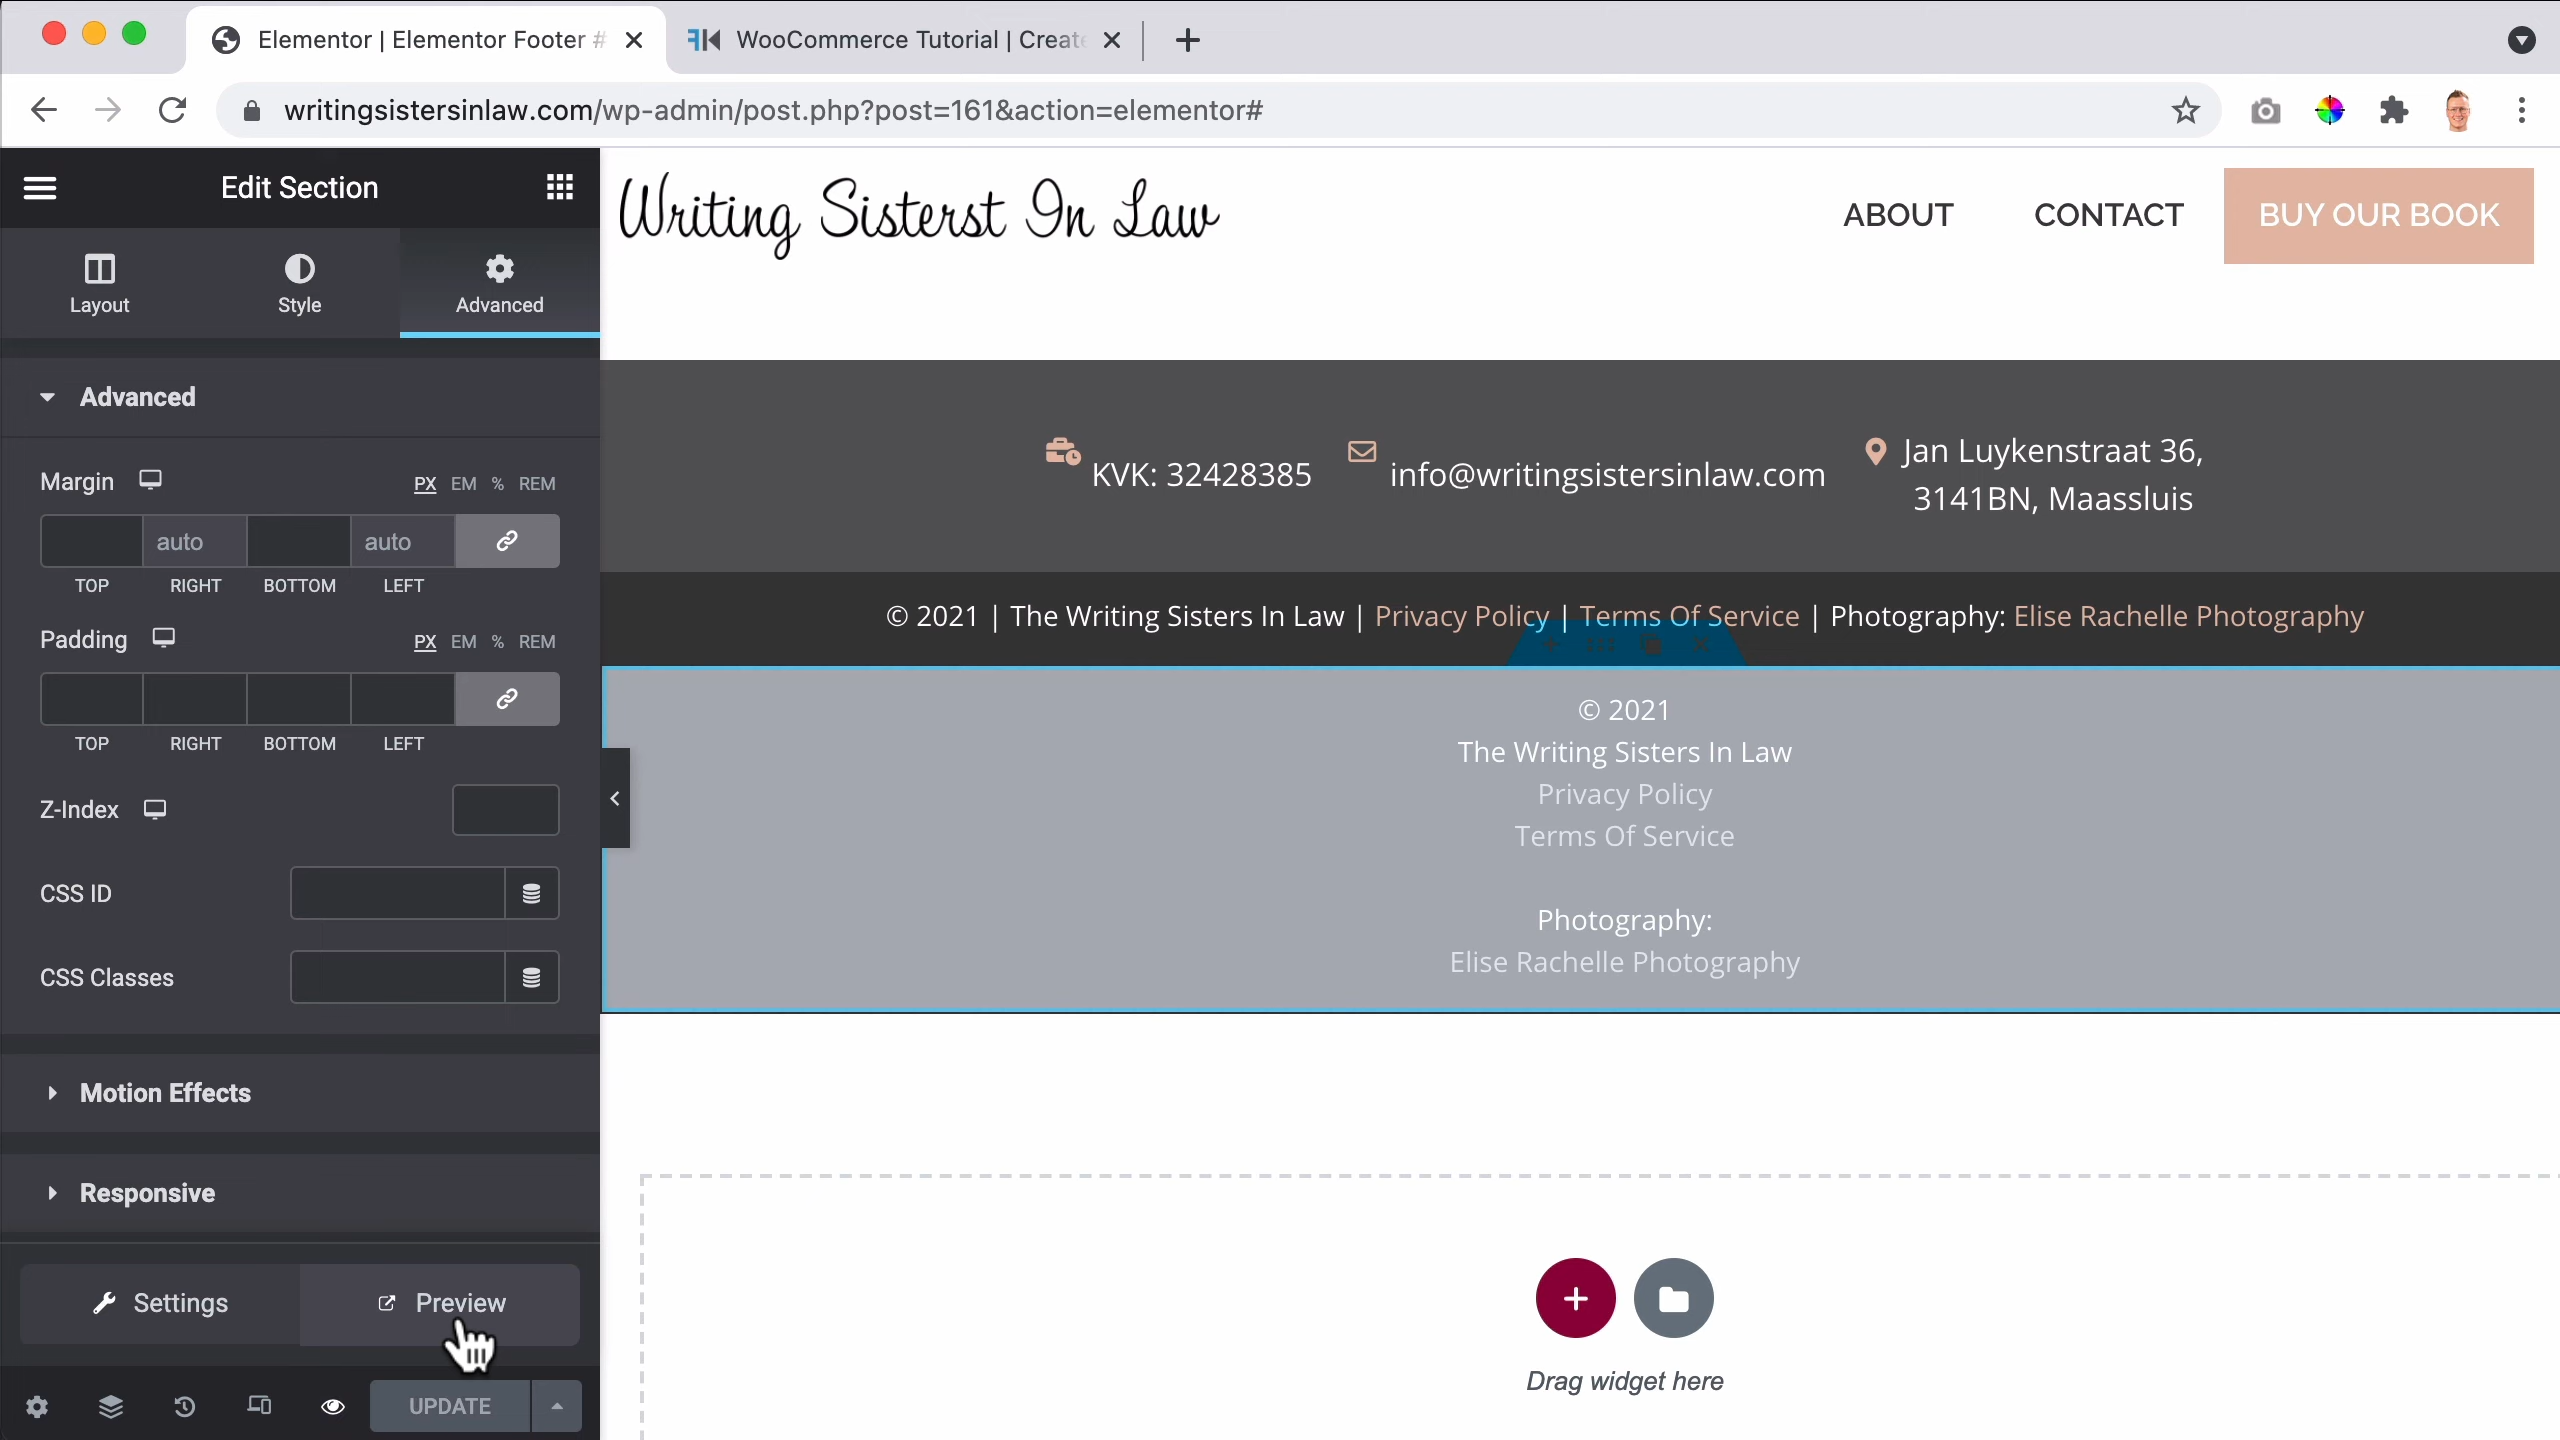 Elementor | Elementor Footer #
WooCommerce Tutorial | Create
writingsistersinlaw.com/wp-admin/post.php?post=161&action=elementor#
Edit Section
Layout
Style
Advanced
Advanced
Margin
PX EM % REM
auto
auto
TOP RIGHT BOTTOM LEFT
Padding
PX EM % REM
TOP RIGHT BOTTOM LEFT
Z-Index
CSS ID
CSS Classes
Motion Effects
Responsive
Settings
Preview
UPDATE
Writing Sisterst In Law
ABOUT
CONTACT
BUY OUR BOOK
KVK: 32428385
info@writingsistersinlaw.com
Jan Luykenstraat 36,
3141BN, Maassluis
© 2021 | The Writing Sisters In Law | Privacy Policy | Terms Of Service | Photography: Elise Rachelle Photography
© 2021
The Writing Sisters In Law
Privacy Policy
Terms Of Service
Photography:
Elise Rachelle Photography
Drag widget here